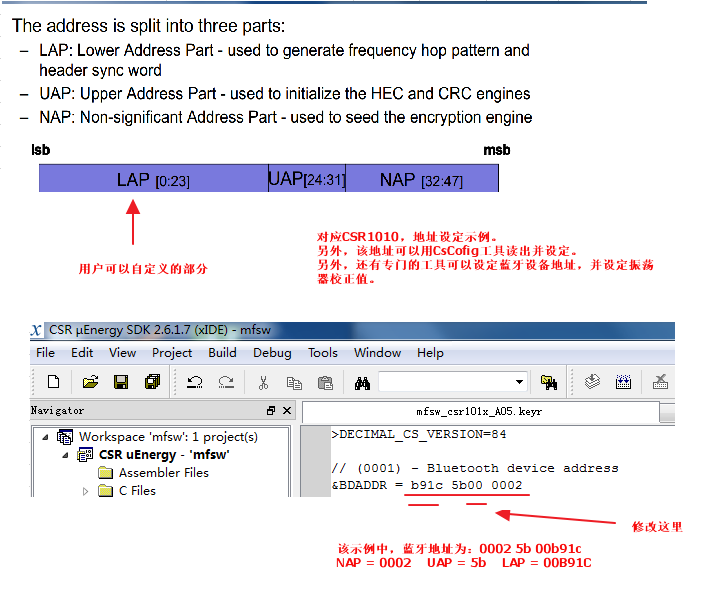 The address is split into three parts:
– LAP: Lower Address Part - used to generate frequency hop pattern and
header sync word
– UAP: Upper Address Part - used to initialize the HEC and CRC engines
– NAP: Non-significant Address Part - used to seed the encryption engine
lsb
msb
LAP [0:23]
UAP[24:31]
NAP [32:47]
用户可以自定义的部分
对应CSR1010，地址设定示例。
另外，该地址可以用CsCofig工具读出并设定。
另外，还有专门的工具可以设定蓝牙设备地址，并设定振荡
器校正值。
X CSR µEnergy SDK 2.6.1.7 (xIDE) - mfsw
File Edit View Project Build Debug Tools Window Help
Navigator
mfsw_csr101x_A05.keyr
Workspace 'mfsw': 1 project(s)
CSR uEnergy - 'mfsw'
Assembler Files
C Files
>DECIMAL_CS_VERSION=84
// (0001) - Bluetooth device address
&BDADDR = b91c 5b00 0002
修改这里
该示例中，蓝牙地址为：0002 5b 00b91c
NAP = 0002 UAP = 5b LAP = 00B91C